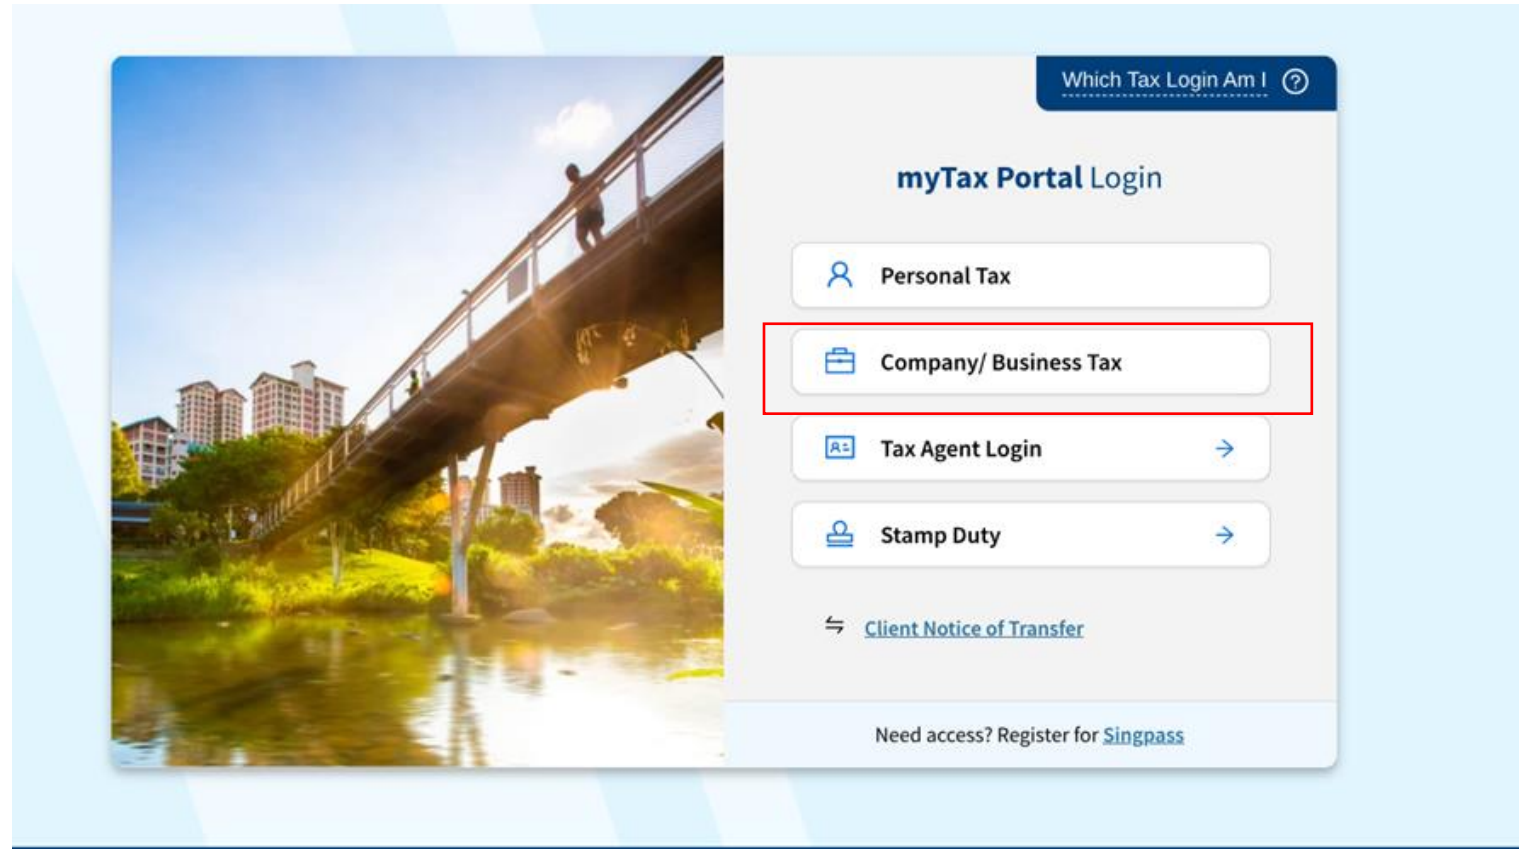 Which Tax Login Am I
myTax Portal Login
Personal Tax
Company/ Business Tax
Tax Agent Login
Stamp Duty
Client Notice of Transfer
Need access? Register for Singpass